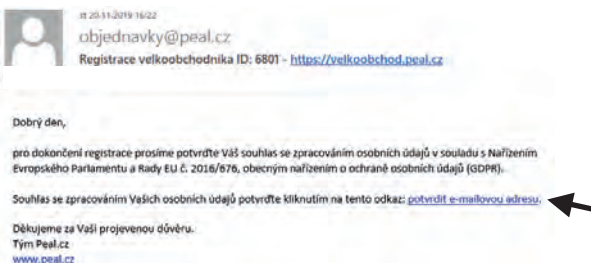 st 20-11-2019 16:22
objednavky@peal.cz
Registrace velkoobchodníka ID: 6801 - https://velkoobchod.peal.cz
Dobrý den,
pro dokončení registrace prosíme potvrďte Váš souhlas se zpracováním osobních údajů v souladu s Nařízením
Evropského Parlamentu a Rady EU č. 2016/676, obecným nařízením o ochraně osobních údajů (GDPR).
Souhlas se zpracováním Vašich osobních údajů potvrďte kliknutím na tento odkaz: potvrdit e-mailovou adresu.
Děkujeme za Vaši projevenou důvěru.
Tým Peal.cz
www.peal.cz